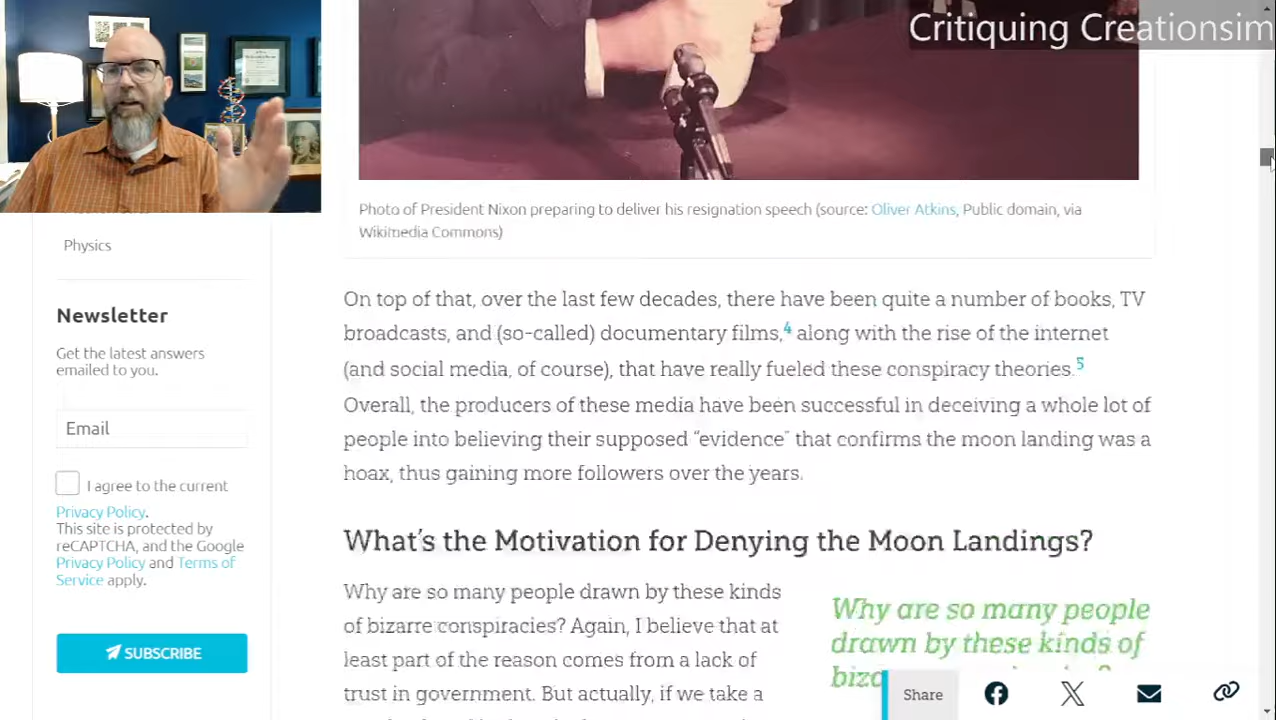 Critiquing Creationsim
Photo of President Nixon preparing to deliver his resignation speech (source: Oliver Atkins, Public domain, via
Wikimedia Commons)
Physics
Newsletter
Get the latest answers
emailed to you.
Email
I agree to the current
Privacy Policy.
This site is protected by
reCAPTCHA, and the Google
Privacy Policy and Terms of
Service apply.
SUBSCRIBE
On top of that, over the last few decades, there have been quite a number of books, TV
broadcasts, and (so-called) documentary films,4 along with the rise of the internet
(and social media, of course), that have really fueled these conspiracy theories.5
Overall, the producers of these media have been successful in deceiving a whole lot of
people into believing their supposed “evidence” that confirms the moon landing was a
hoax, thus gaining more followers over the years.
What’s the Motivation for Denying the Moon Landings?
Why are so many people drawn by these kinds
of bizarre conspiracies? Again, I believe that at
least part of the reason comes from a lack of
trust in government. But actually, if we take a
Why are so many people
drawn by these kinds of
Share